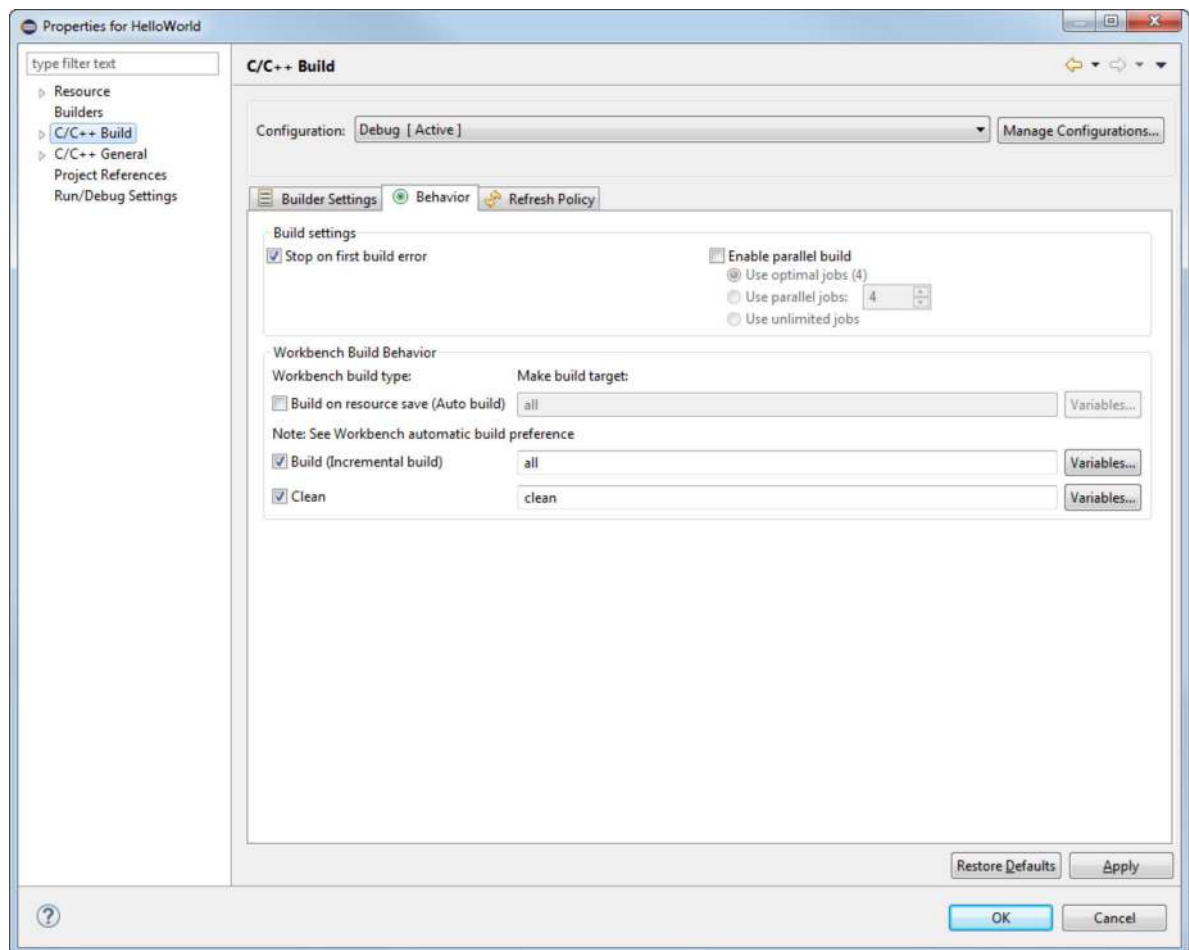 Properties for HelloWorld
type filter text
Resource
Builders
C/C++ Build
C/C++ General
Project References
Run/Debug Settings
C/C++ Build
Configuration: Debug [ Active ] Manage Configurations...
Builder Settings Behavior Refresh Policy
Build settings
Stop on first build error Enable parallel build
Use optimal jobs (4)
Use parallel jobs: 4
Use unlimited jobs
Workbench Build Behavior
Workbench build type: Make build target:
Build on resource save (Auto build) all Variables...
Note: See Workbench automatic build preference
Build (Incremental build) all Variables...
Clean clean Variables...
Restore Defaults Apply
? OK Cancel